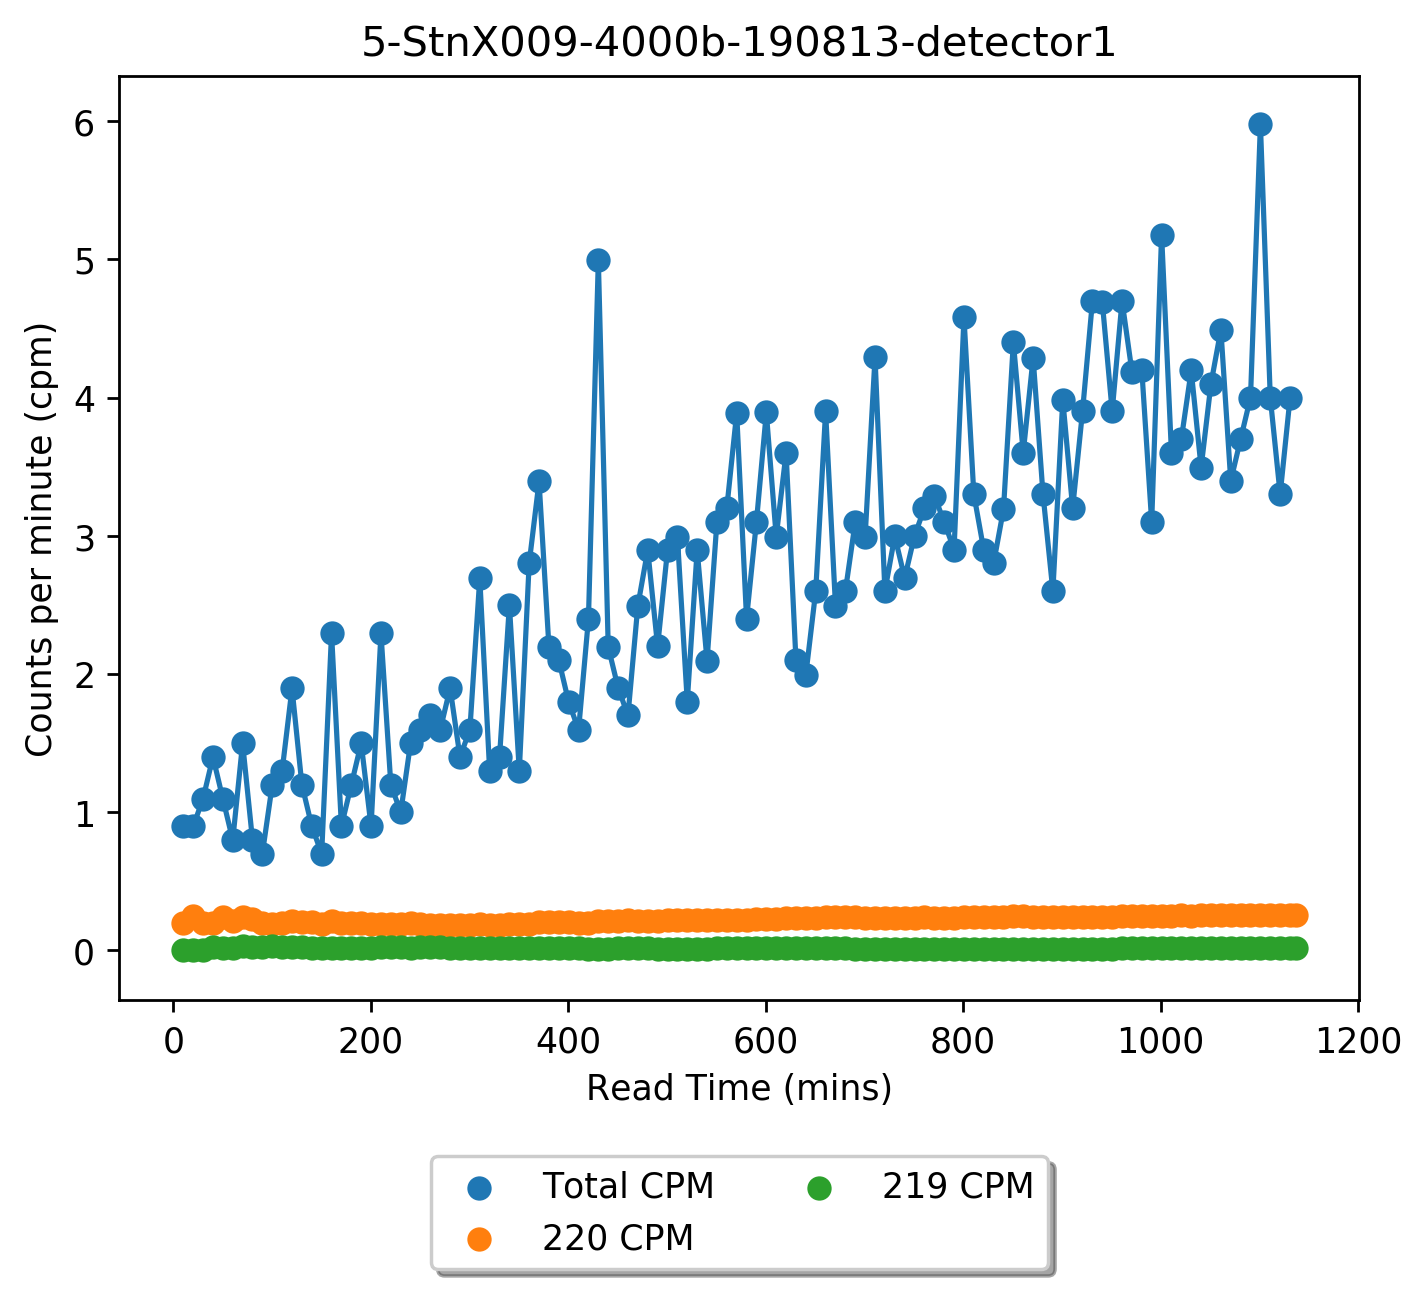 5-StnX009-4000b-190813-detector1
6
5
4
3
2
1
0
Counts per minute (cpm)
0 200 400 600 800 1000 1200
Read Time (mins)
Total CPM 219 CPM
220 CPM